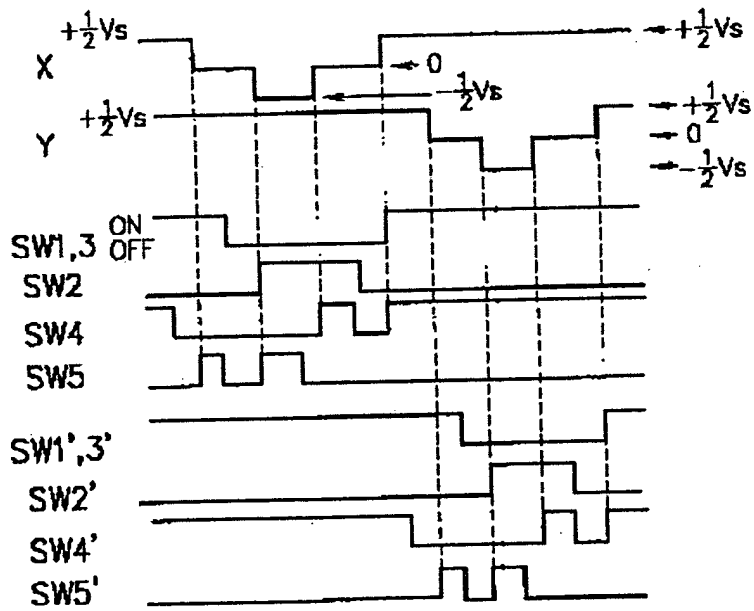 +½Vs
+½Vs
X
0
-½Vs
+½Vs
+½Vs
Y
0
-½Vs
ON
SW1,3 OFF
SW2
SW4
SW5
SW1',3'
SW2'
SW4'
SW5'